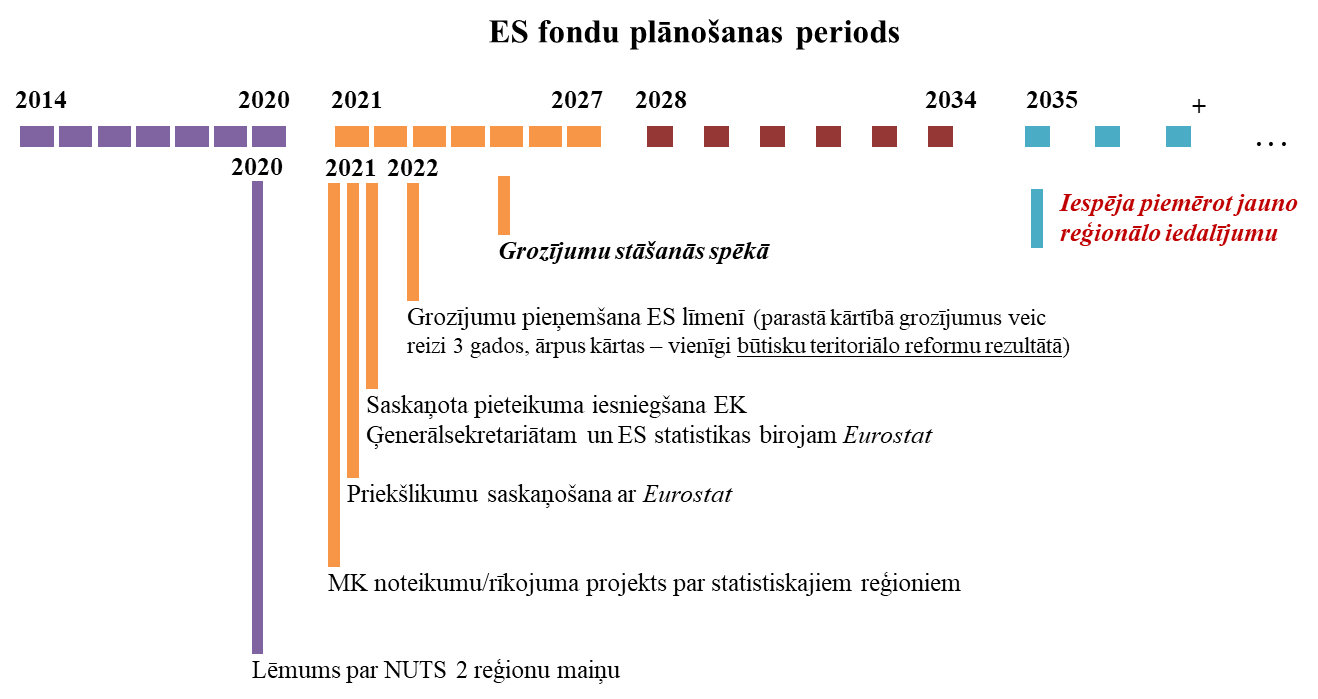 ES fondu plānošanas periods
2014 2020 2021 2027 2028 2034 2035 +
...
2020 2021 2022
Iespēja piemērot jauno
reģionālo iedalījumu
Grozījumu stāšanās spēkā
Grozījumu pieņemšana ES līmenī (parastā kārtībā grozījumus veic
reizi 3 gados, ārpus kārtas – vienīgi būtisku teritoriālo reformu rezultātā)
Saskaņota pieteikuma iesniegšana EK
Ģenerālsekretariātam un ES statistikas birojam Eurostat
Priekšlikumu saskaņošana ar Eurostat
MK noteikumu/rīkojuma projekts par statistiskajiem reģioniem
Lēmums par NUTS 2 reģionu maiņu